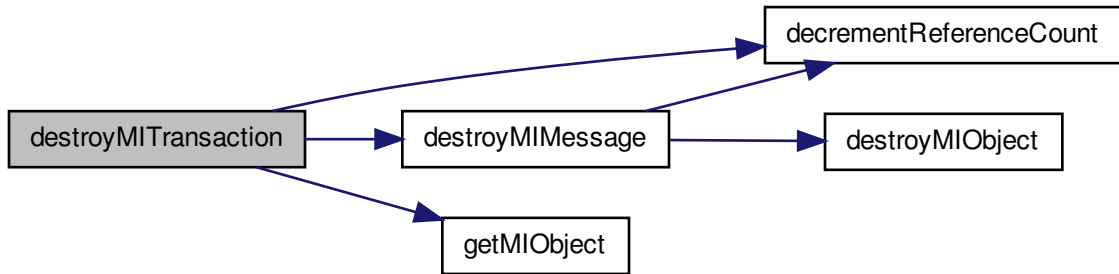 decrementReferenceCount
destroyMITransaction
destroyMIMessage
destroyMIObject
getMIObject